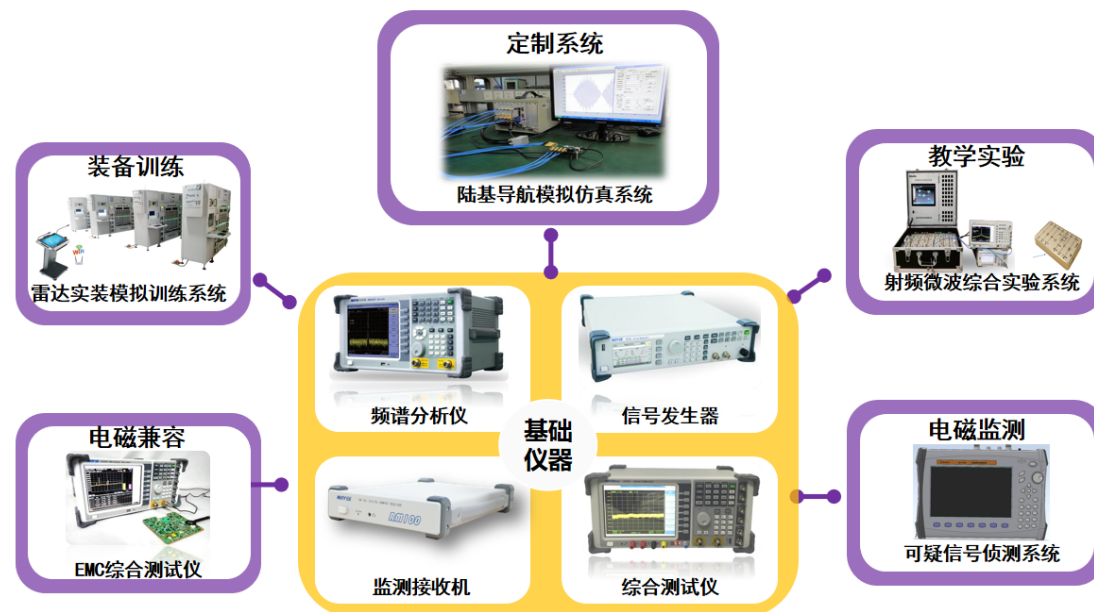 定制系统
陆基导航模拟仿真系统
装备训练
WiFi
雷达实装模拟训练系统
教学实验
射频微波综合实验系统
频谱分析仪
信号发生器
基础
仪器
电磁兼容
EMC综合测试仪
监测接收机
综合测试仪
电磁监测
可疑信号侦测系统